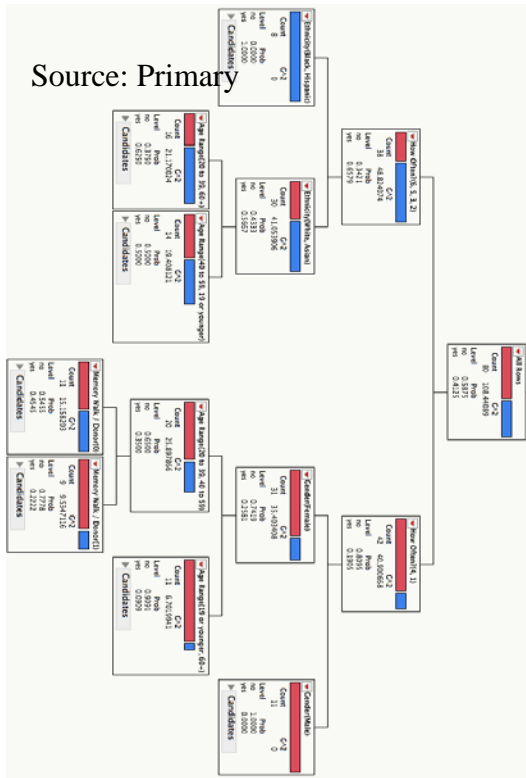 Source: Primary
All Rows
Count G^2
80 108.44089
Level Prob
no 0.5875
yes 0.4125
How Often?(6, 5, 3, 2)
Count G^2
38 48.824074
Level Prob
no 0.3421
yes 0.6579
Ethnicity(Black, Hispanic)
Count G^2
8 0
Level Prob
no 0.0000
yes 1.0000
Candidates
Ethnicity(White, Asian)
Count G^2
30 41.053906
Level Prob
no 0.4333
yes 0.5667
Age Range(20 to 39, 60+)
Count G^2
16 21.170024
Level Prob
no 0.3750
yes 0.6250
Candidates
Age Range(40 to 59, 19 or younger)
Count G^2
14 19.408121
Level Prob
no 0.5000
yes 0.5000
Candidates
How Often?(4, 1)
Count G^2
42 40.900668
Level Prob
no 0.8095
yes 0.1905
Gender(Female)
Count G^2
31 35.403408
Level Prob
no 0.7419
yes 0.2581
Age Range(20 to 39, 40 to 59)
Count G^2
20 25.897866
Level Prob
no 0.6500
yes 0.3500
Memory Walk / Donor(0)
Count G^2
11 15.158203
Level Prob
no 0.5455
yes 0.4545
Candidates
Memory Walk / Donor(1)
Count G^2
9 9.5347116
Level Prob
no 0.7778
yes 0.2222
Candidates
Age Range(19 or younger, 60+)
Count G^2
11 6.7019941
Level Prob
no 0.9091
yes 0.0909
Candidates
Gender(Male)
Count G^2
11 0
Level Prob
no 1.0000
yes 0.0000
Candidates